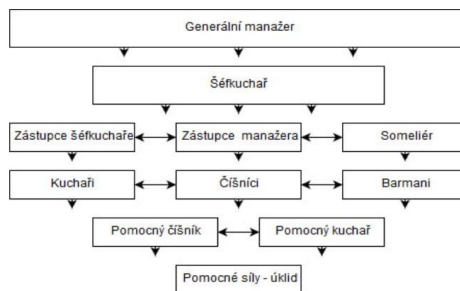 Generální manažer
Šéfkuchař
Zástupce šéfkuchaře Zástupce manažera Someliér
Kuchaři Číšníci Barmani
Pomocný číšník Pomocný kuchař
Pomocné síly - úklid